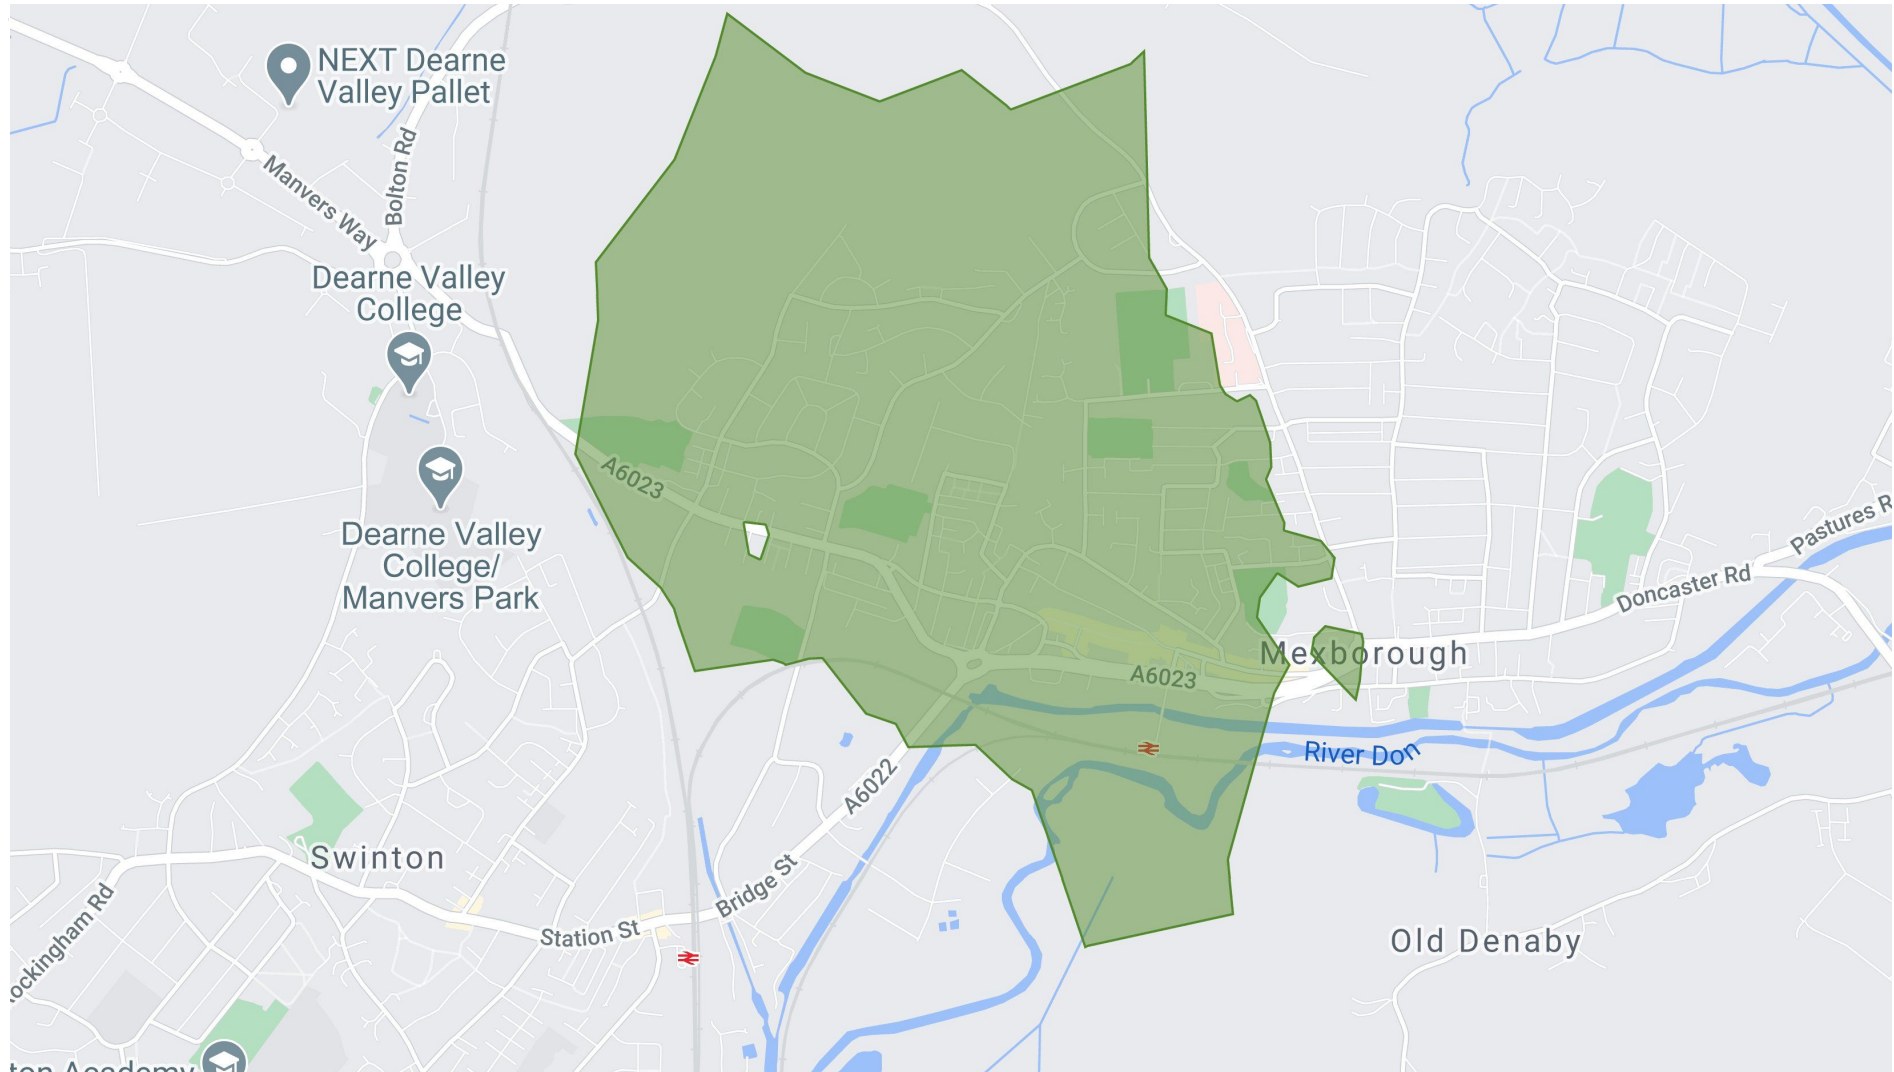 NEXT Dearne
Valley Pallet
Bolton Rd
Manvers Way
Dearne Valley
College
A6023
Dearne Valley
College/
Manvers Park
Pastures R
Doncaster Rd
Mexborough
A6023
River Don
A6022
Swinton
Bridge St
Station St
ockingham Rd
Old Denaby
ton Academy